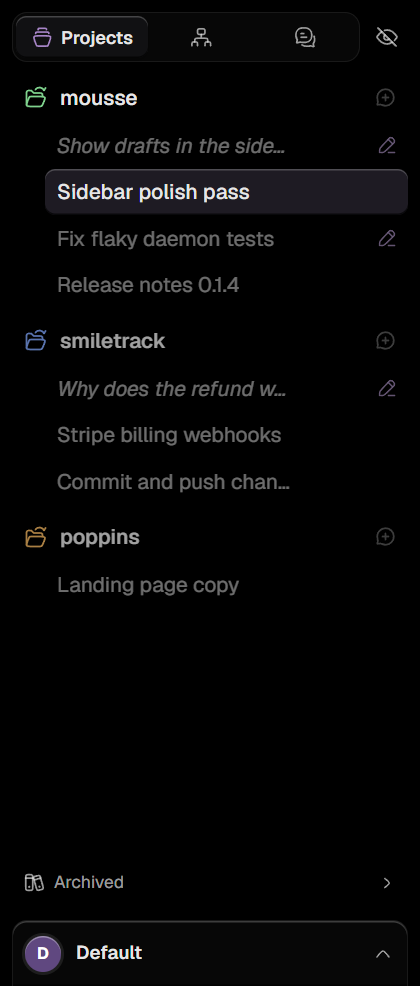 Projects
mousse
Show drafts in the side...
Sidebar polish pass
Fix flaky daemon tests
Release notes 0.1.4
smiletrack
Why does the refund w...
Stripe billing webhooks
Commit and push chan...
poppins
Landing page copy
Archived
D Default